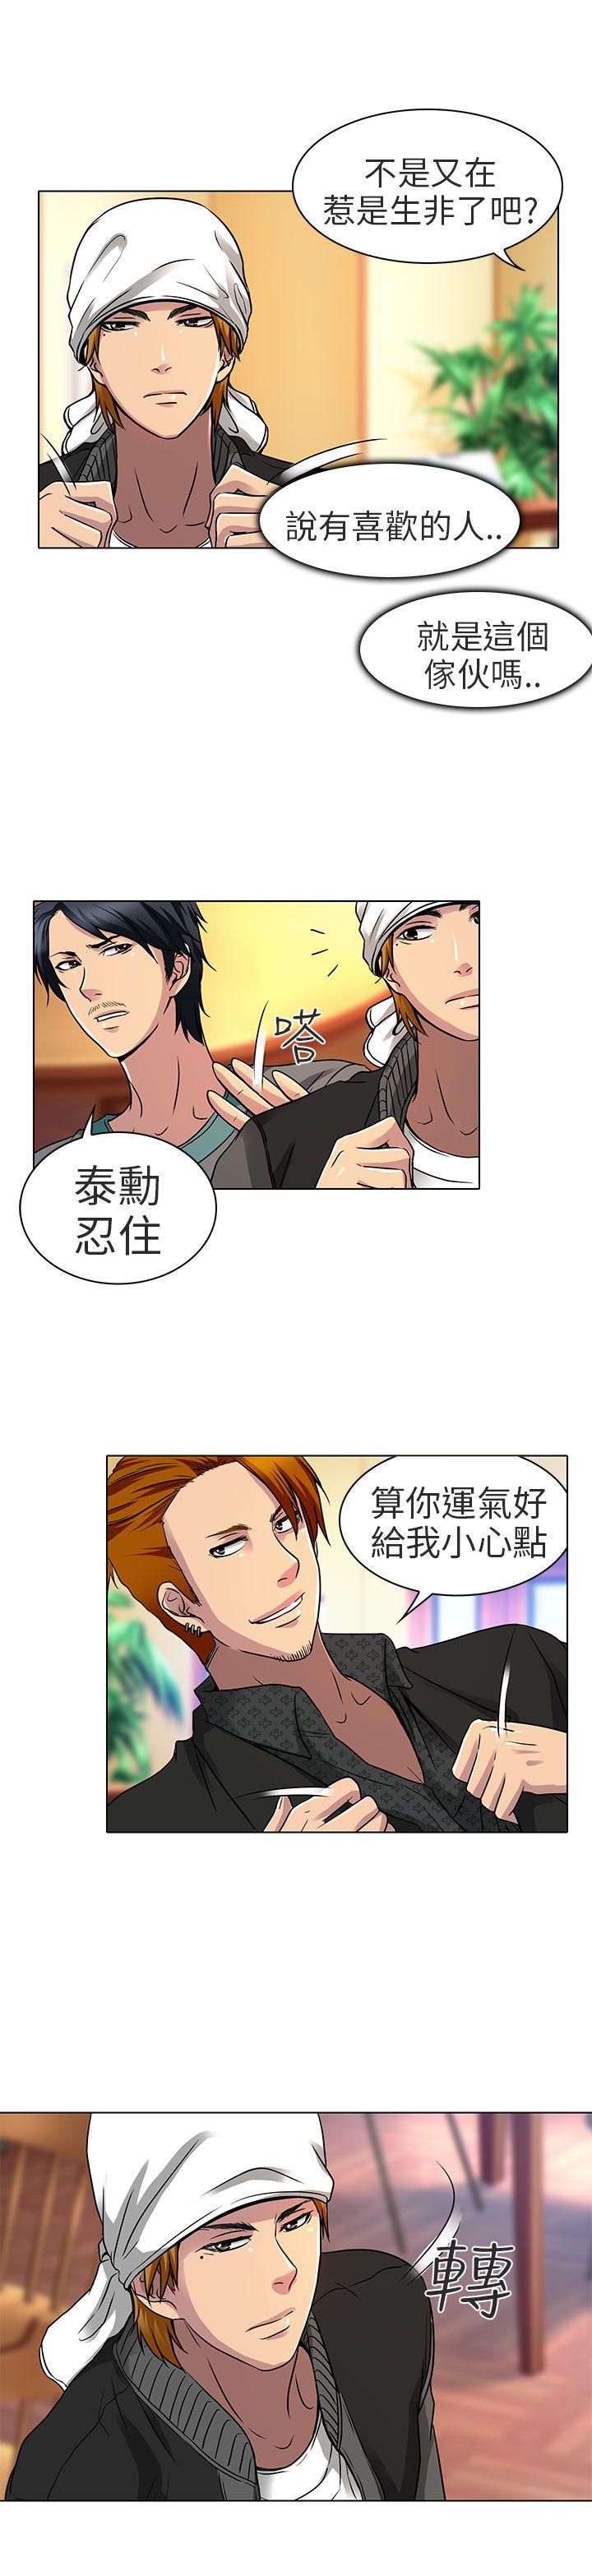 不是又在
惹是生非了吧?
說有喜歡的人..
就是這個
傢伙嗎..
嗒
泰勳
忍住
算你運氣好
給我小心點
轉